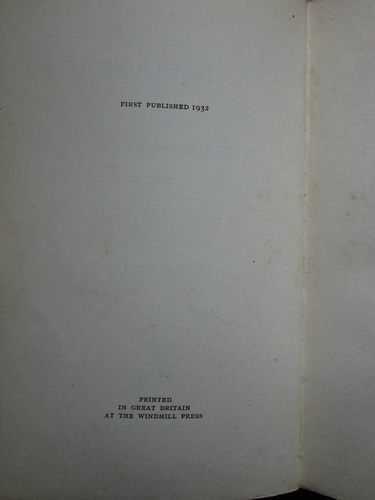 FIRST PUBLISHED 1932
PRINTED
IN GREAT BRITAIN
AT THE WINDMILL PRESS